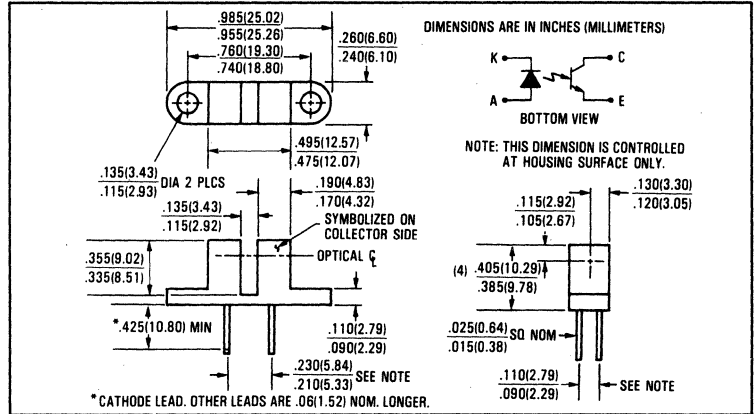 .985(25.02)
.955(25.26)
.760(19.30)
.740(18.80)
.260(6.60)
.240(6.10)
DIMENSIONS ARE IN INCHES (MILLIMETERS)
K
C
A
E
BOTTOM VIEW
.495(12.57)
.475(12.07)
NOTE: THIS DIMENSION IS CONTROLLED
AT HOUSING SURFACE ONLY.
.135(3.43)
.115(2.93)
DIA 2 PLCS
.190(4.83)
.170(4.32)
.135(3.43)
.115(2.92)
SYMBOLIZED ON
COLLECTOR SIDE
OPTICAL ℄
.130(3.30)
.120(3.05)
.115(2.92)
.105(2.67)
.355(9.02)
.335(8.51)
(4) .405(10.29)
.385(9.78)
*.425(10.80) MIN
.110(2.79)
.090(2.29)
.025(0.64)
.015(0.38)
SQ NOM
.230(5.84)
.210(5.33)
SEE NOTE
.110(2.79)
.090(2.29)
SEE NOTE
*CATHODE LEAD. OTHER LEADS ARE .06(1.52) NOM. LONGER.